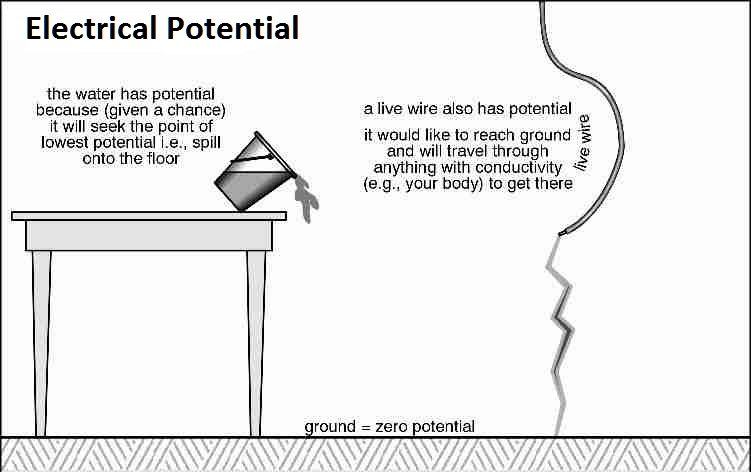 Electrical Potential
the water has potential
because (given a chance)
it will seek the point of
lowest potential i.e., spill
onto the floor
a live wire also has potential
it would like to reach ground
and will travel through
anything with conductivity
(e.g., your body) to get there
live wire
ground = zero potential